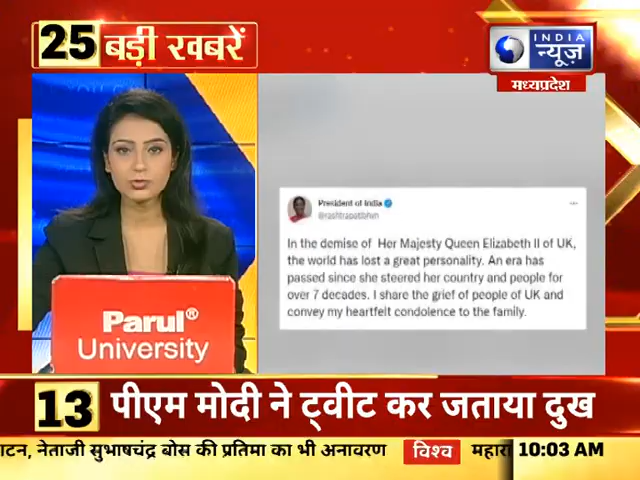 25 बड़ी खबरें
INDIA
न्यूज़
मध्यप्रदेश
President of India
@rashtrapatibhvn
In the demise of Her Majesty Queen Elizabeth II of UK,
the world has lost a great personality. An era has
passed since she steered her country and people for
over 7 decades. I share the grief of people of UK and
convey my heartfelt condolence to the family.
Parul®
University
13 पीएम मोदी ने ट्वीट कर जताया दुख
नेताजी सुभाषचंद्र बोस की प्रतिमा का भी अनावरण विश्व 10:03 AM